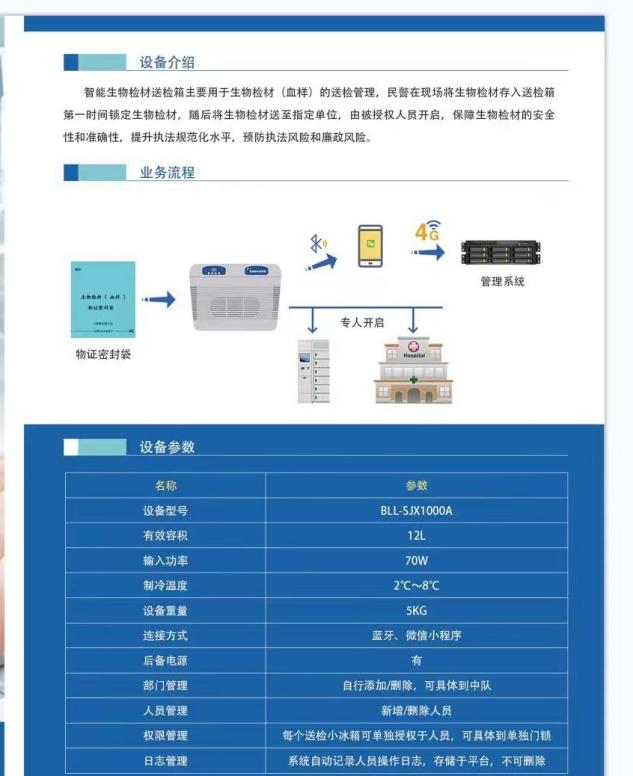 设备介绍
智能生物检材送检箱主要用于生物检材（血样）的送检管理，民警在现场将生物检材存入送检箱
第一时间锁定生物检材，随后将生物检材送至指定单位，由被授权人员开启，保障生物检材的安全
性和准确性，提升执法规范化水平，预防执法风险和廉政风险。
业务流程
4G
管理系统
生物检材（血样）
物证密封袋
专人开启
Hospital
物证密封袋
设备参数
名称 参数
设备型号 BLL-SJX1000A
有效容积 12L
输入功率 70W
制冷温度 2℃～8℃
设备重量 5KG
连接方式 蓝牙、微信小程序
后备电源 有
部门管理 自行添加/删除，可具体到中队
人员管理 新增/删除人员
权限管理 每个送检小冰箱可单独授权于人员，可具体到单独门锁
日志管理 系统自动记录人员操作日志，存储于平台，不可删除